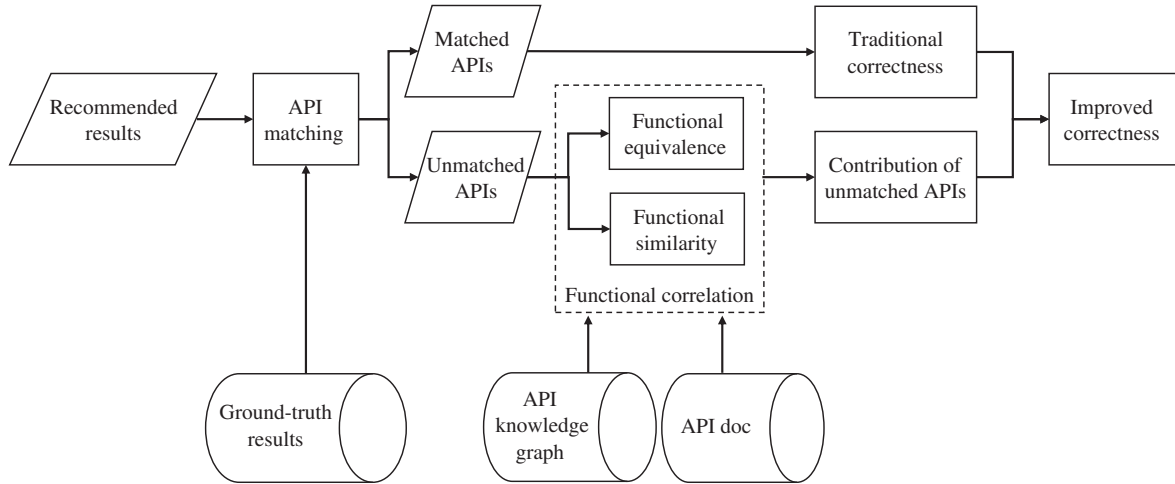 Recommended
results
API
matching
Matched
APIs
Unmatched
APIs
Functional
equivalence
Functional
similarity
Functional correlation
Traditional
correctness
Contribution of
unmatched APIs
Improved
correctness
Ground-truth
results
API
knowledge
graph
API doc